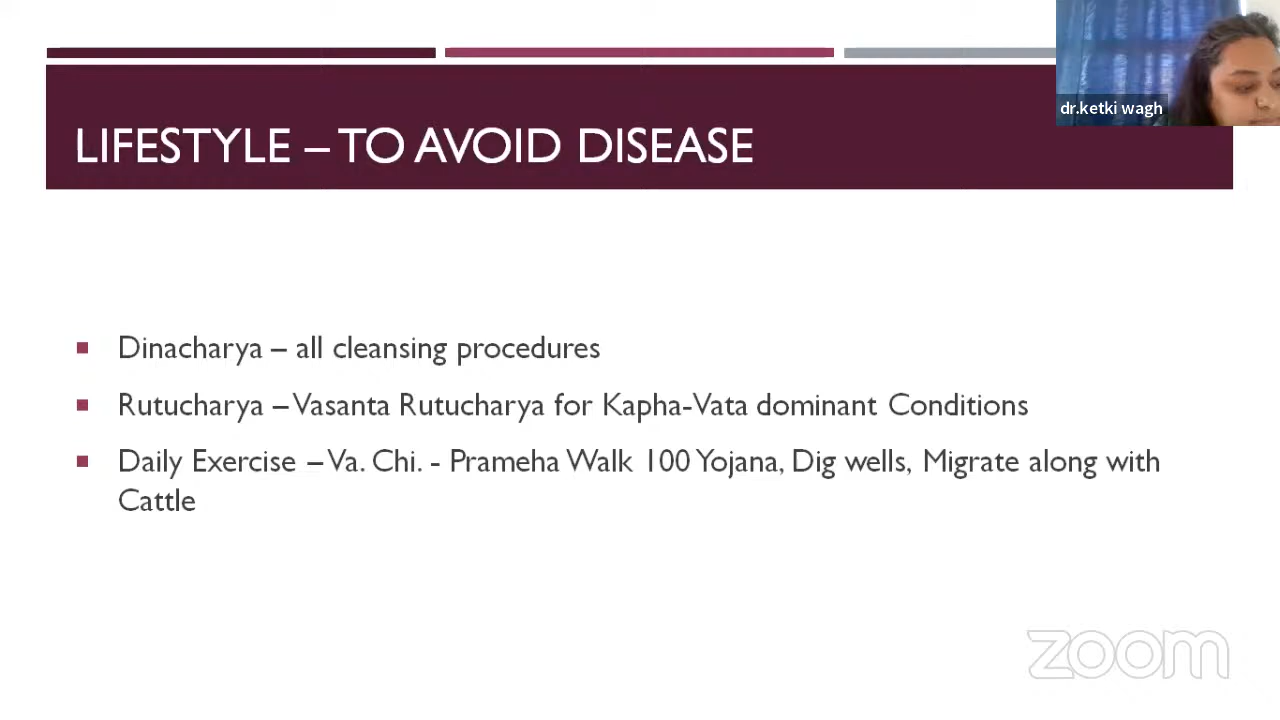 dr.ketki wagh
LIFESTYLE – TO AVOID DISEASE
Dinacharya – all cleansing procedures
Rutucharya – Vasanta Rutucharya for Kapha-Vata dominant Conditions
Daily Exercise – Va. Chi. - Prameha Walk 100 Yojana, Dig wells, Migrate along with
Cattle
zoom